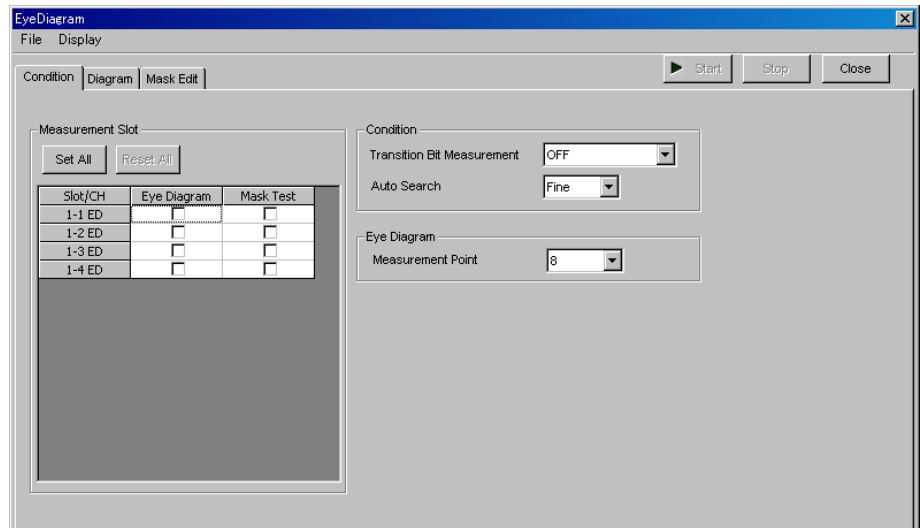 EyeDiagram
File Display
Condition Diagram Mask Edit Start Stop Close
Measurement Slot
Set All Reset All
Slot/CH Eye Diagram Mask Test
1-1 ED
1-2 ED
1-3 ED
1-4 ED
Condition
Transition Bit Measurement OFF
Auto Search Fine
Eye Diagram
Measurement Point 8